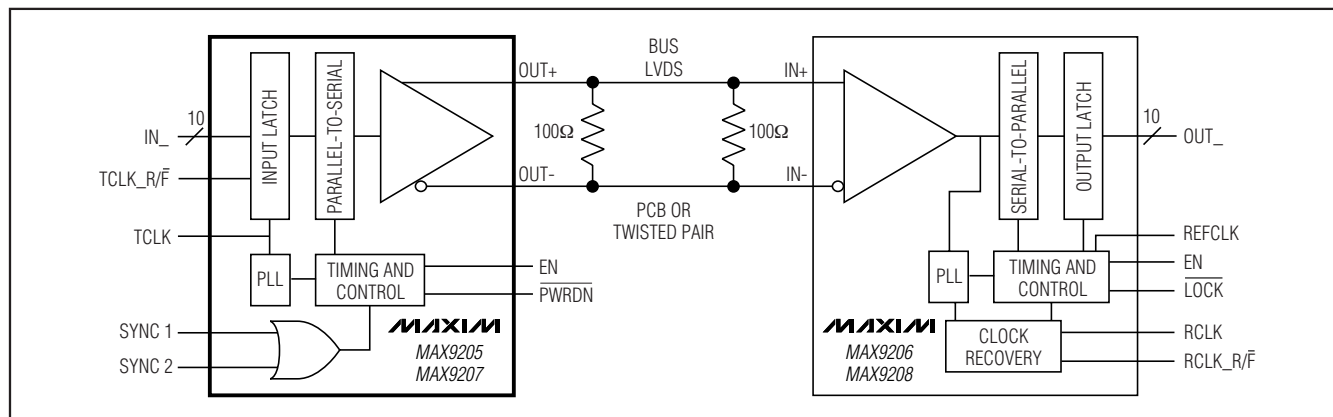 10
IN_
TCLK_R/F̅
TCLK
SYNC 1
SYNC 2
INPUT LATCH
PARALLEL-TO-SERIAL
PLL
TIMING AND
CONTROL
EN
P̅W̅R̅D̅N̅
MAXIM
MAX9205
MAX9207
OUT+
OUT-
BUS
LVDS
100Ω
100Ω
PCB OR
TWISTED PAIR
IN+
IN-
SERIAL-TO-PARALLEL
OUTPUT LATCH
10
OUT_
PLL
TIMING AND
CONTROL
CLOCK
RECOVERY
MAXIM
MAX9206
MAX9208
REFCLK
EN
L̅O̅C̅K̅
RCLK
RCLK_R/F̅